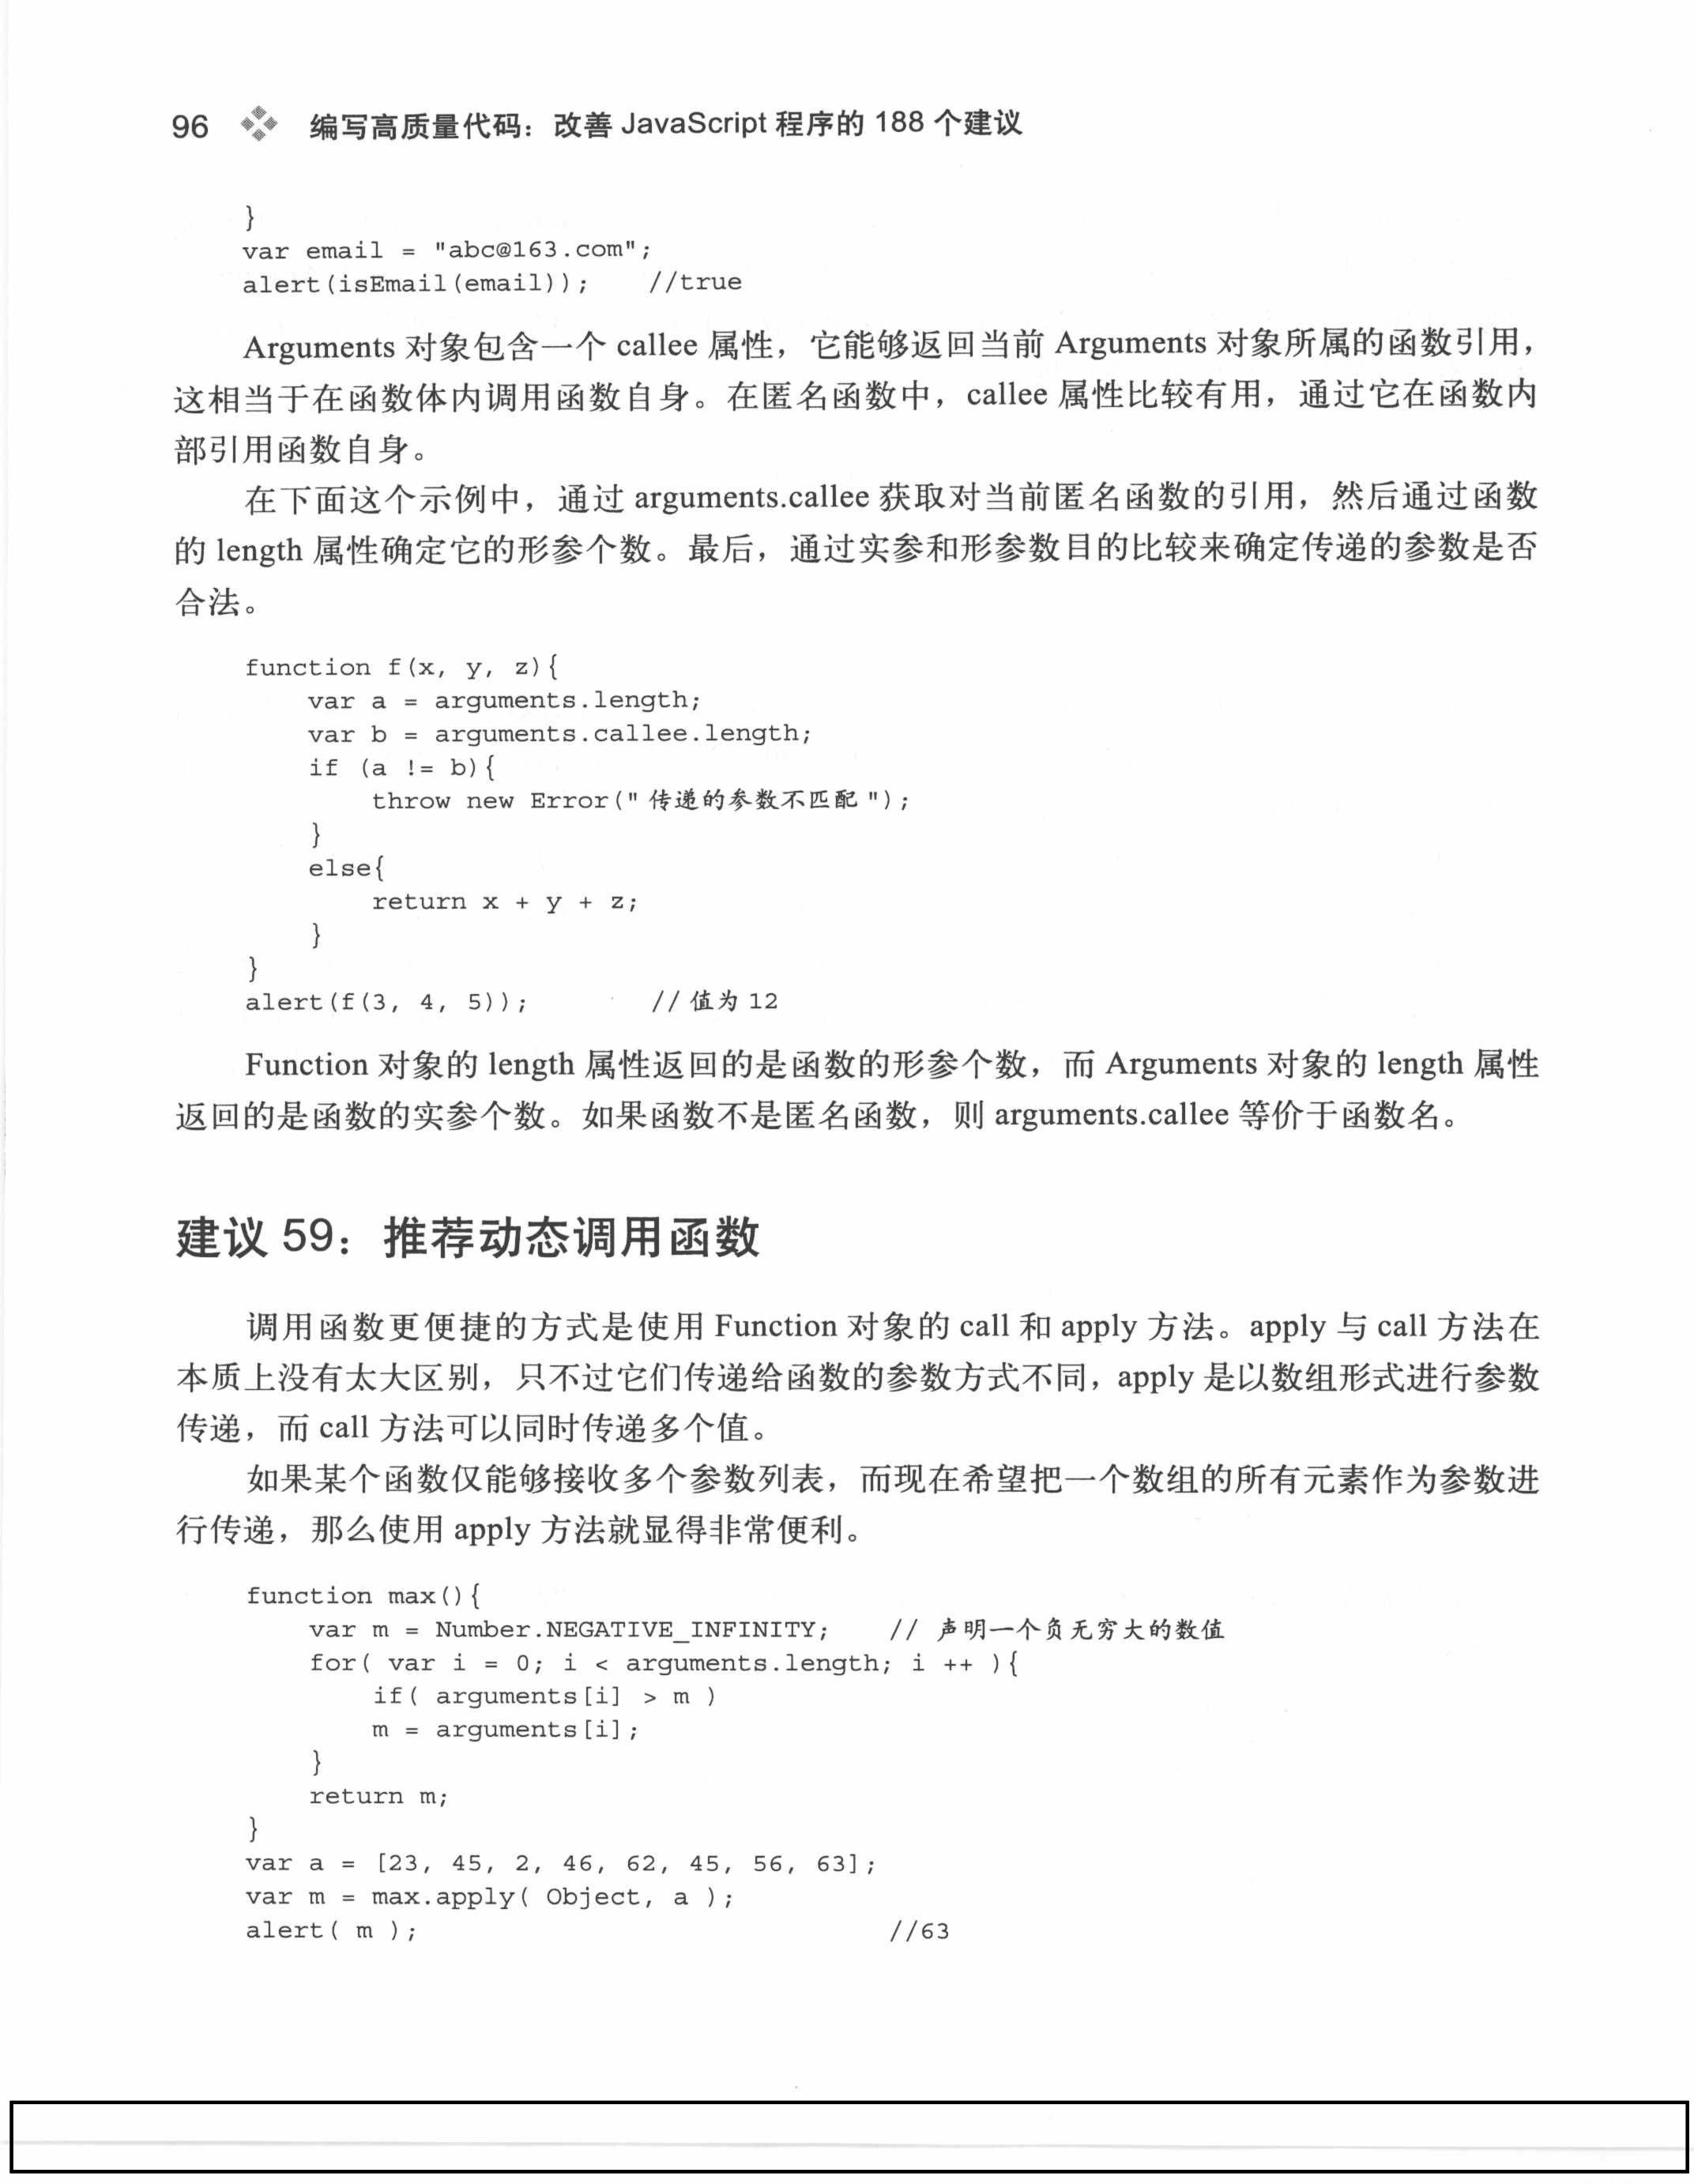 96 编写高质量代码：改善 JavaScript 程序的 188 个建议
}
var email = "abc@163.com";
alert(isEmail(email)); //true
Arguments 对象包含一个 callee 属性，它能够返回当前 Arguments 对象所属的函数引用，
这相当于在函数体内调用函数自身。在匿名函数中，callee 属性比较有用，通过它在函数内
部引用函数自身。
在下面这个示例中，通过 arguments.callee 获取对当前匿名函数的引用，然后通过函数
的 length 属性确定它的形参个数。最后，通过实参和形参数目的比较来确定传递的参数是否
合法。
function f(x, y, z){
var a = arguments.length;
var b = arguments.callee.length;
if (a != b){
throw new Error(" 传递的参数不匹配 ");
}
else{
return x + y + z;
}
}
alert(f(3, 4, 5)); // 值为 12
Function 对象的 length 属性返回的是函数的形参个数，而 Arguments 对象的 length 属性
返回的是函数的实参个数。如果函数不是匿名函数，则 arguments.callee 等价于函数名。
建议 59：推荐动态调用函数
调用函数更便捷的方式是使用 Function 对象的 call 和 apply 方法。apply 与 call 方法在
本质上没有太大区别，只不过它们传递给函数的参数方式不同，apply 是以数组形式进行参数
传递，而 call 方法可以同时传递多个值。
如果某个函数仅能够接收多个参数列表，而现在希望把一个数组的所有元素作为参数进
行传递，那么使用 apply 方法就显得非常便利。
function max(){
var m = Number.NEGATIVE_INFINITY; // 声明一个负无穷大的数值
for( var i = 0; i < arguments.length; i ++ ){
if( arguments[i] > m )
m = arguments[i];
}
return m;
}
var a = [23, 45, 2, 46, 62, 45, 56, 63];
var m = max.apply( Object, a );
alert( m ); //63